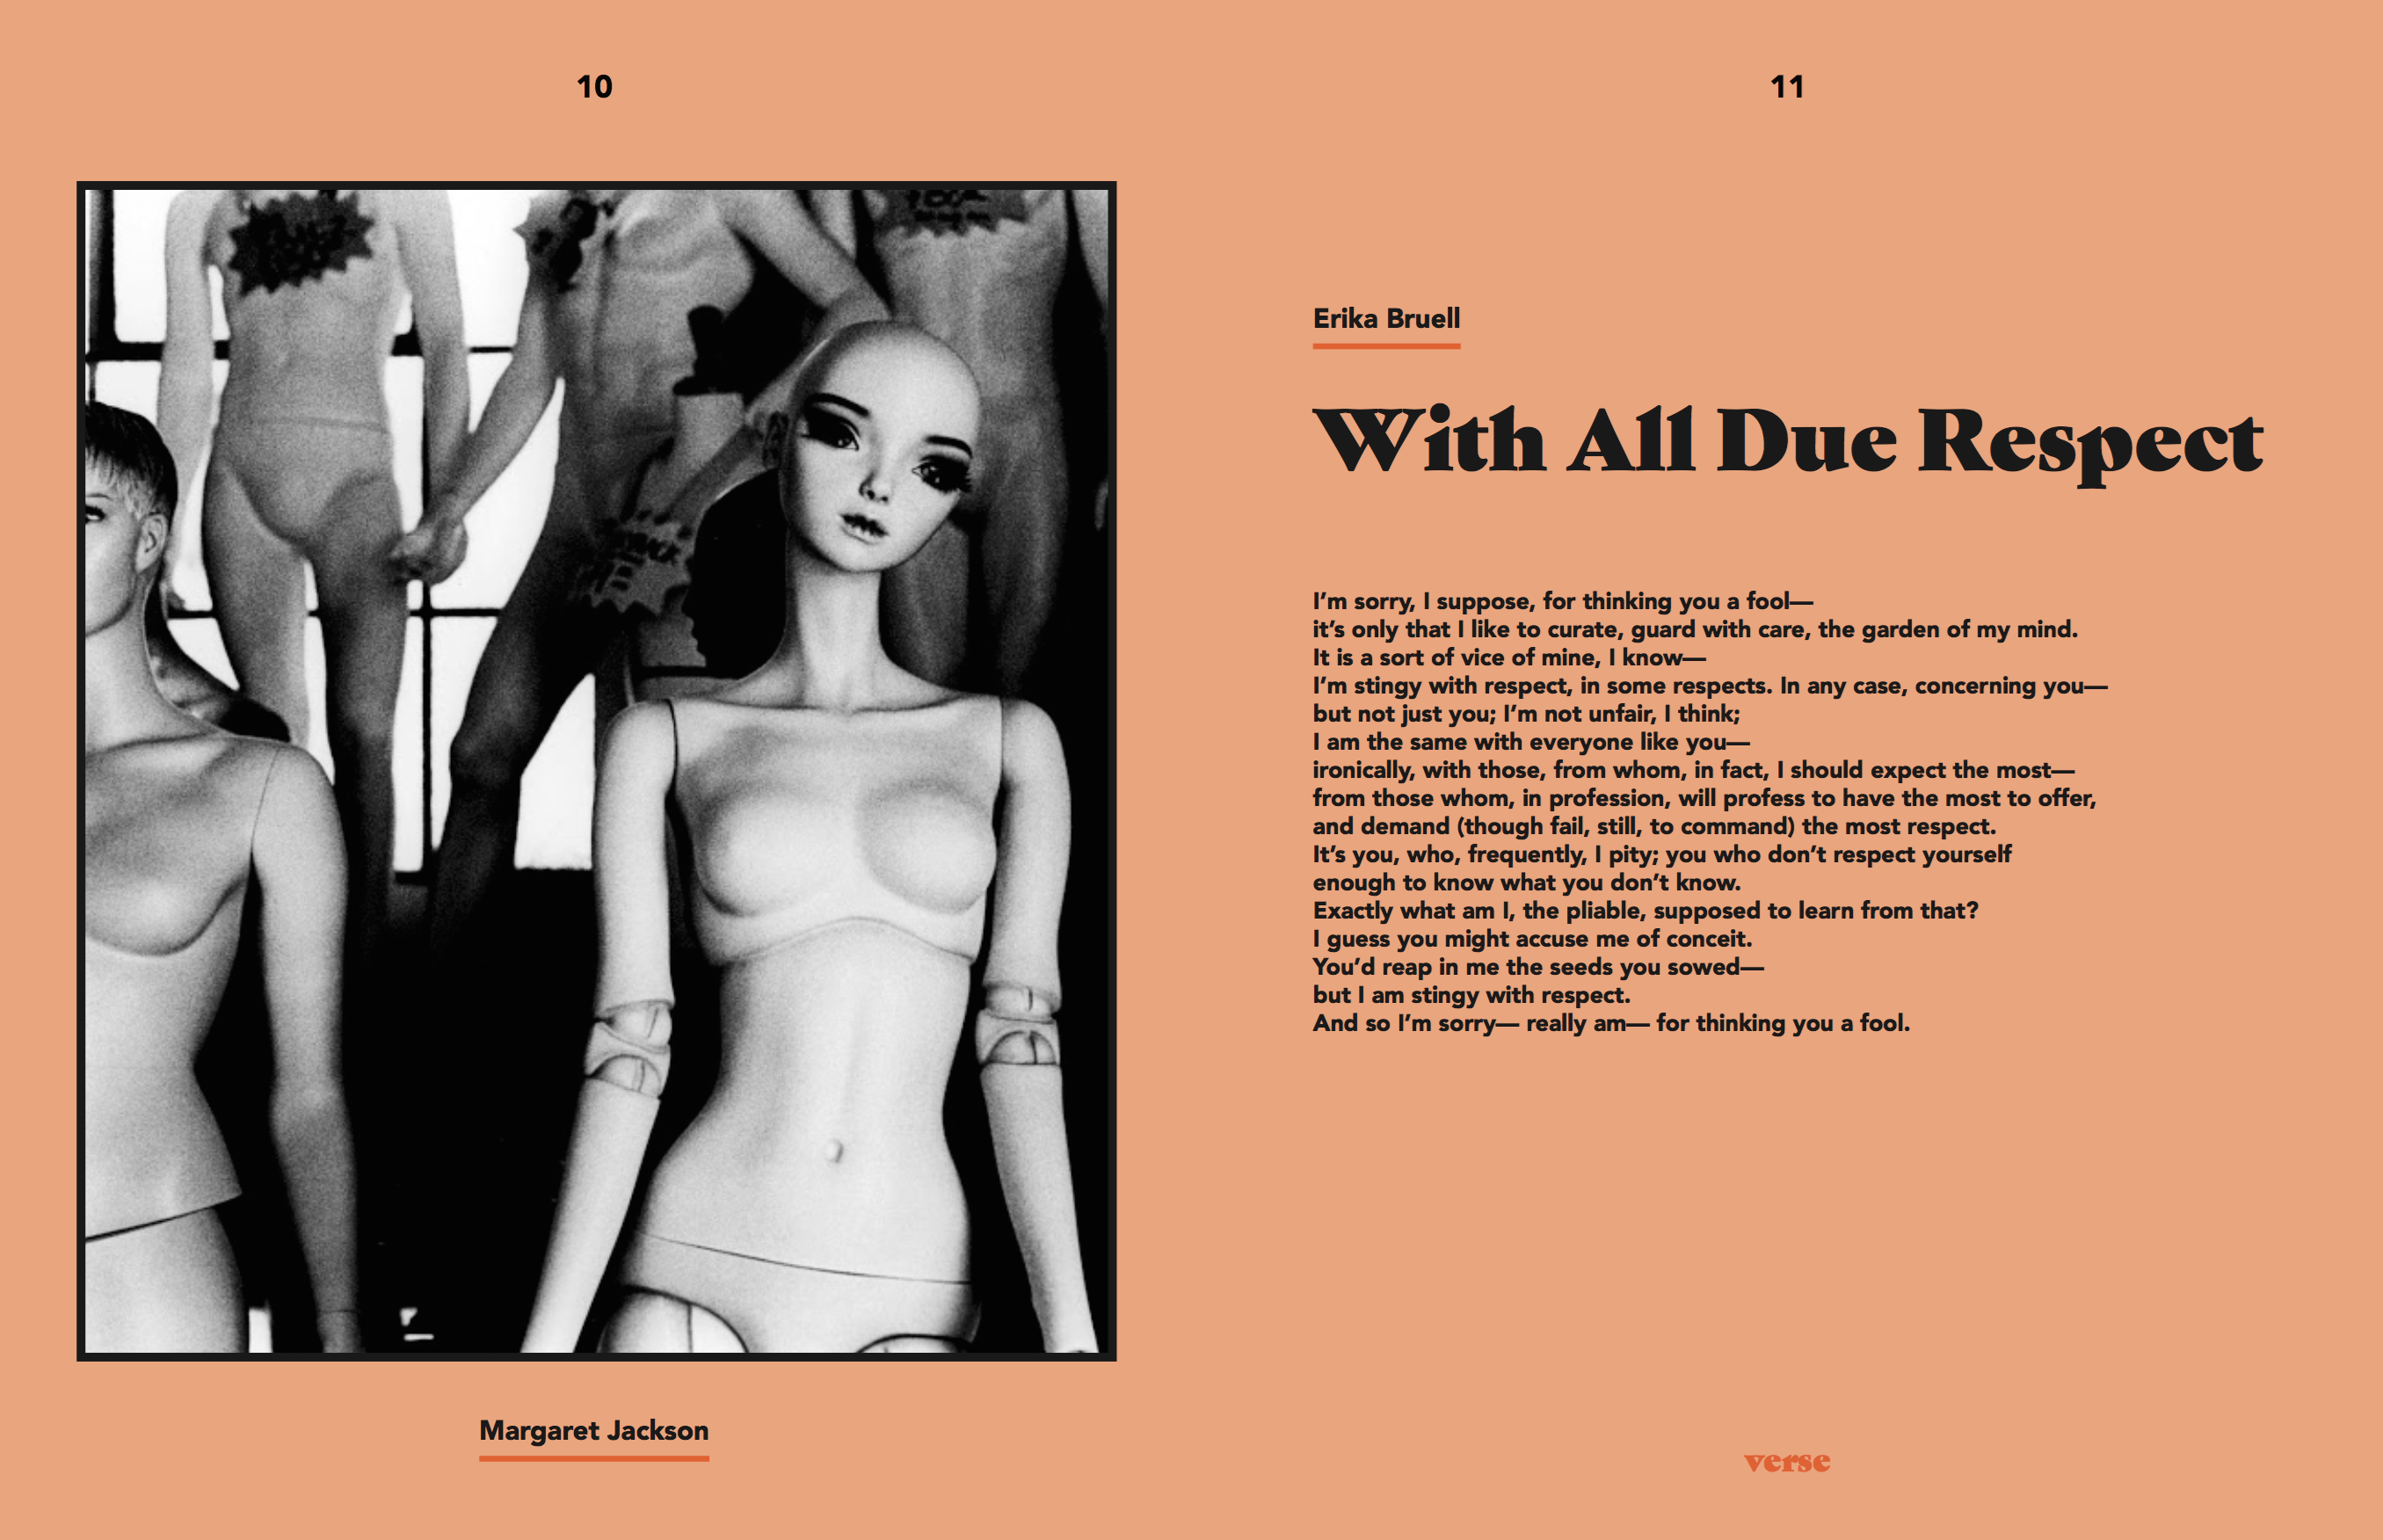 10
11
Margaret Jackson
Erika Bruell
With All Due Respect
I’m sorry, I suppose, for thinking you a fool—
it’s only that I like to curate, guard with care, the garden of my mind.
It is a sort of vice of mine, I know—
I’m stingy with respect, in some respects. In any case, concerning you—
but not just you; I’m not unfair, I think;
I am the same with everyone like you—
ironically, with those, from whom, in fact, I should expect the most—
from those whom, in profession, will profess to have the most to offer,
and demand (though fail, still, to command) the most respect.
It’s you, who, frequently, I pity; you who don’t respect yourself
enough to know what you don’t know.
Exactly what am I, the pliable, supposed to learn from that?
I guess you might accuse me of conceit.
You’d reap in me the seeds you sowed—
but I am stingy with respect.
And so I’m sorry— really am— for thinking you a fool.
verse